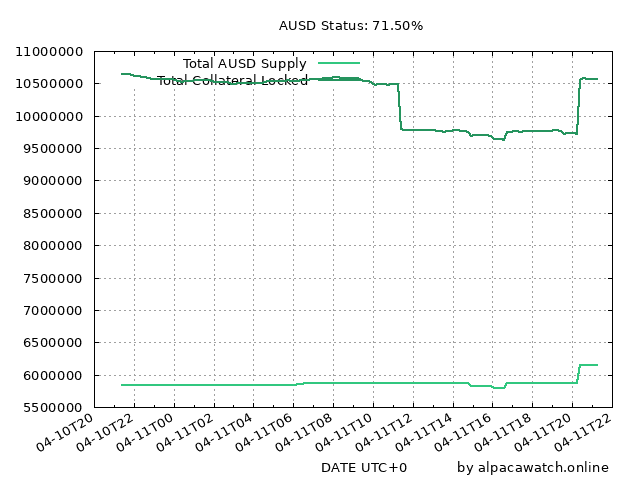 AUSD Status: 71.50%
11000000
10500000
10000000
9500000
9000000
8500000
8000000
7500000
7000000
6500000
6000000
5500000
Total AUSD Supply
Total Collateral Locked
04-10T20
04-10T22
04-11T00
04-11T02
04-11T04
04-11T06
04-11T08
04-11T10
04-11T12
04-11T14
04-11T16
04-11T18
04-11T20
04-11T22
DATE UTC+0
by alpacawatch.online